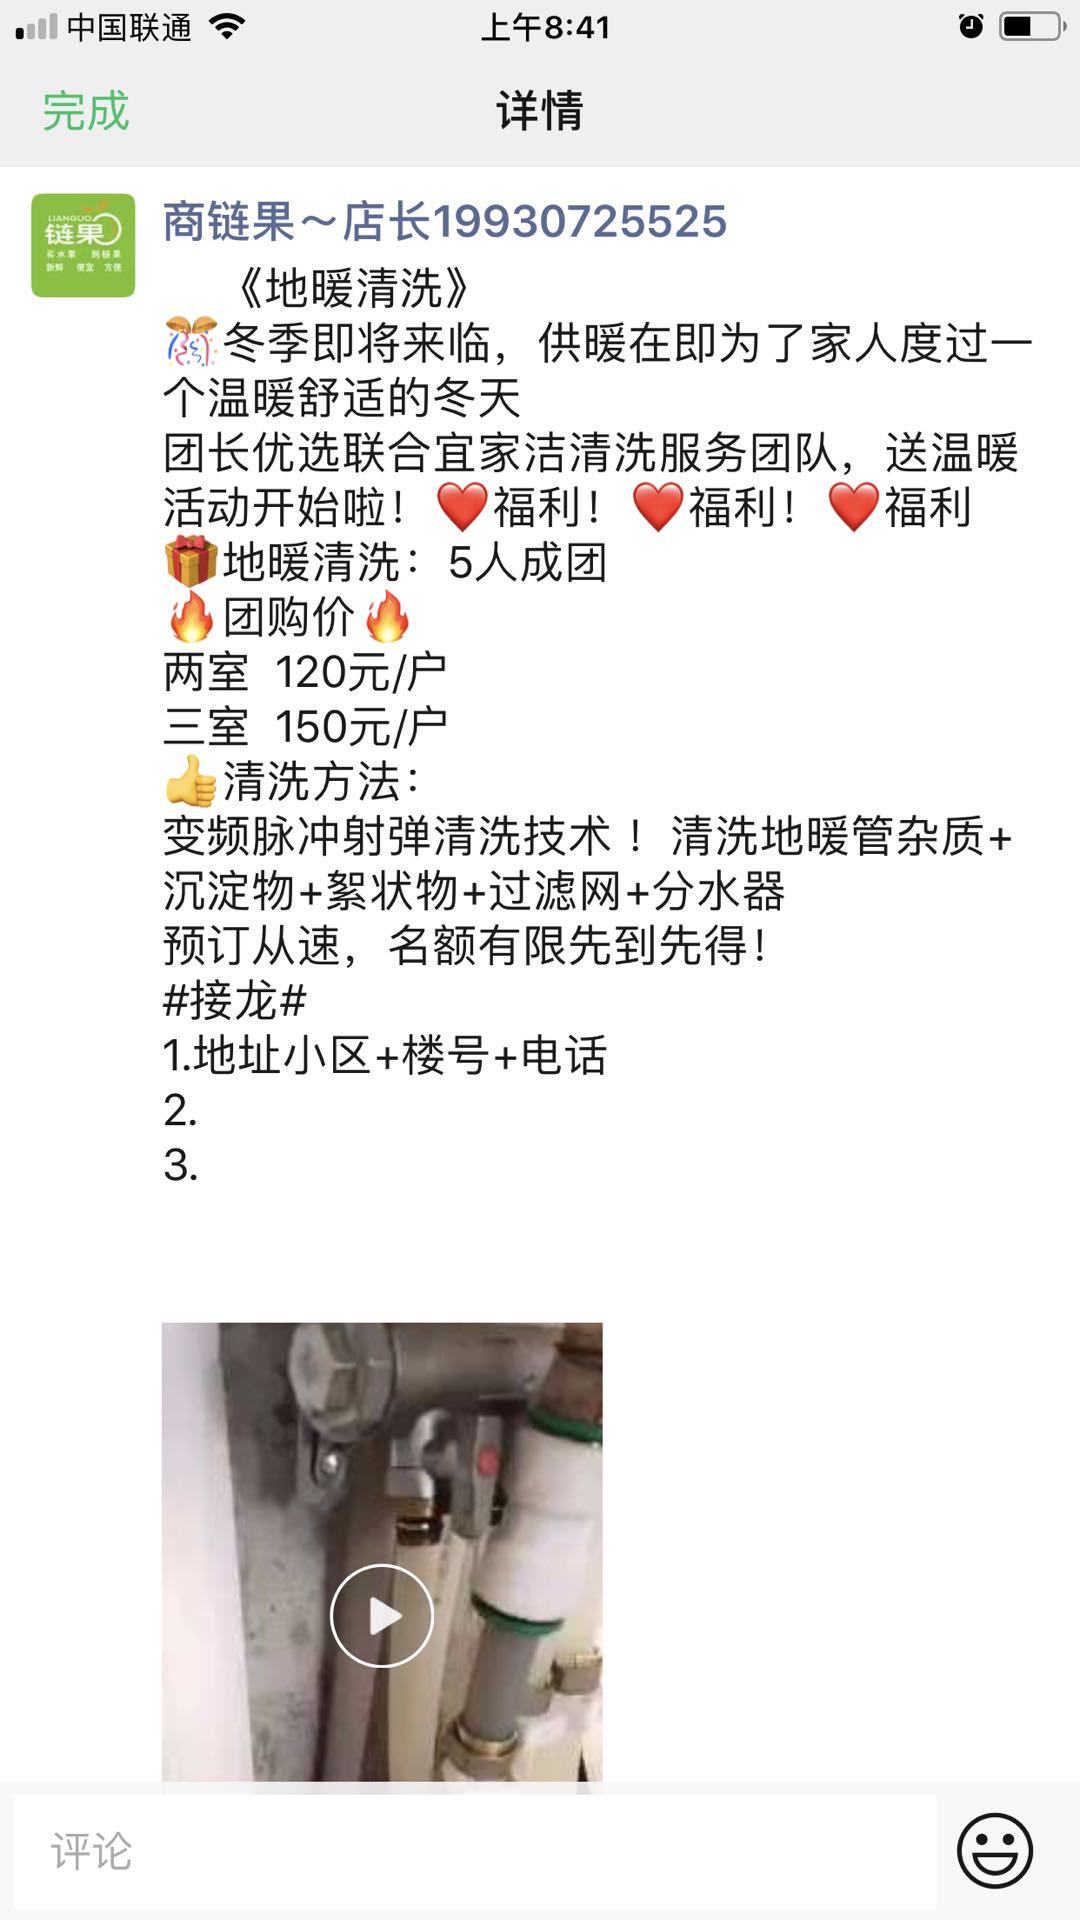 中国联通
上午8:41
完成
详情
LIANGUO
链果
买水果 到链果
新鲜 便宜 方便
商链果～店长19930725525
《地暖清洗》
冬季即将来临，供暖在即为了家人度过一
个温暖舒适的冬天
团长优选联合宜家洁清洗服务团队，送温暖
活动开始啦！❤️福利！❤️福利！❤️福利
🎁地暖清洗：5人成团
🔥团购价🔥
两室 120元/户
三室 150元/户
👍清洗方法：
变频脉冲射弹清洗技术 ！清洗地暖管杂质+
沉淀物+絮状物+过滤网+分水器
预订从速，名额有限先到先得！
#接龙#
1.地址小区+楼号+电话
2.
3.
评论